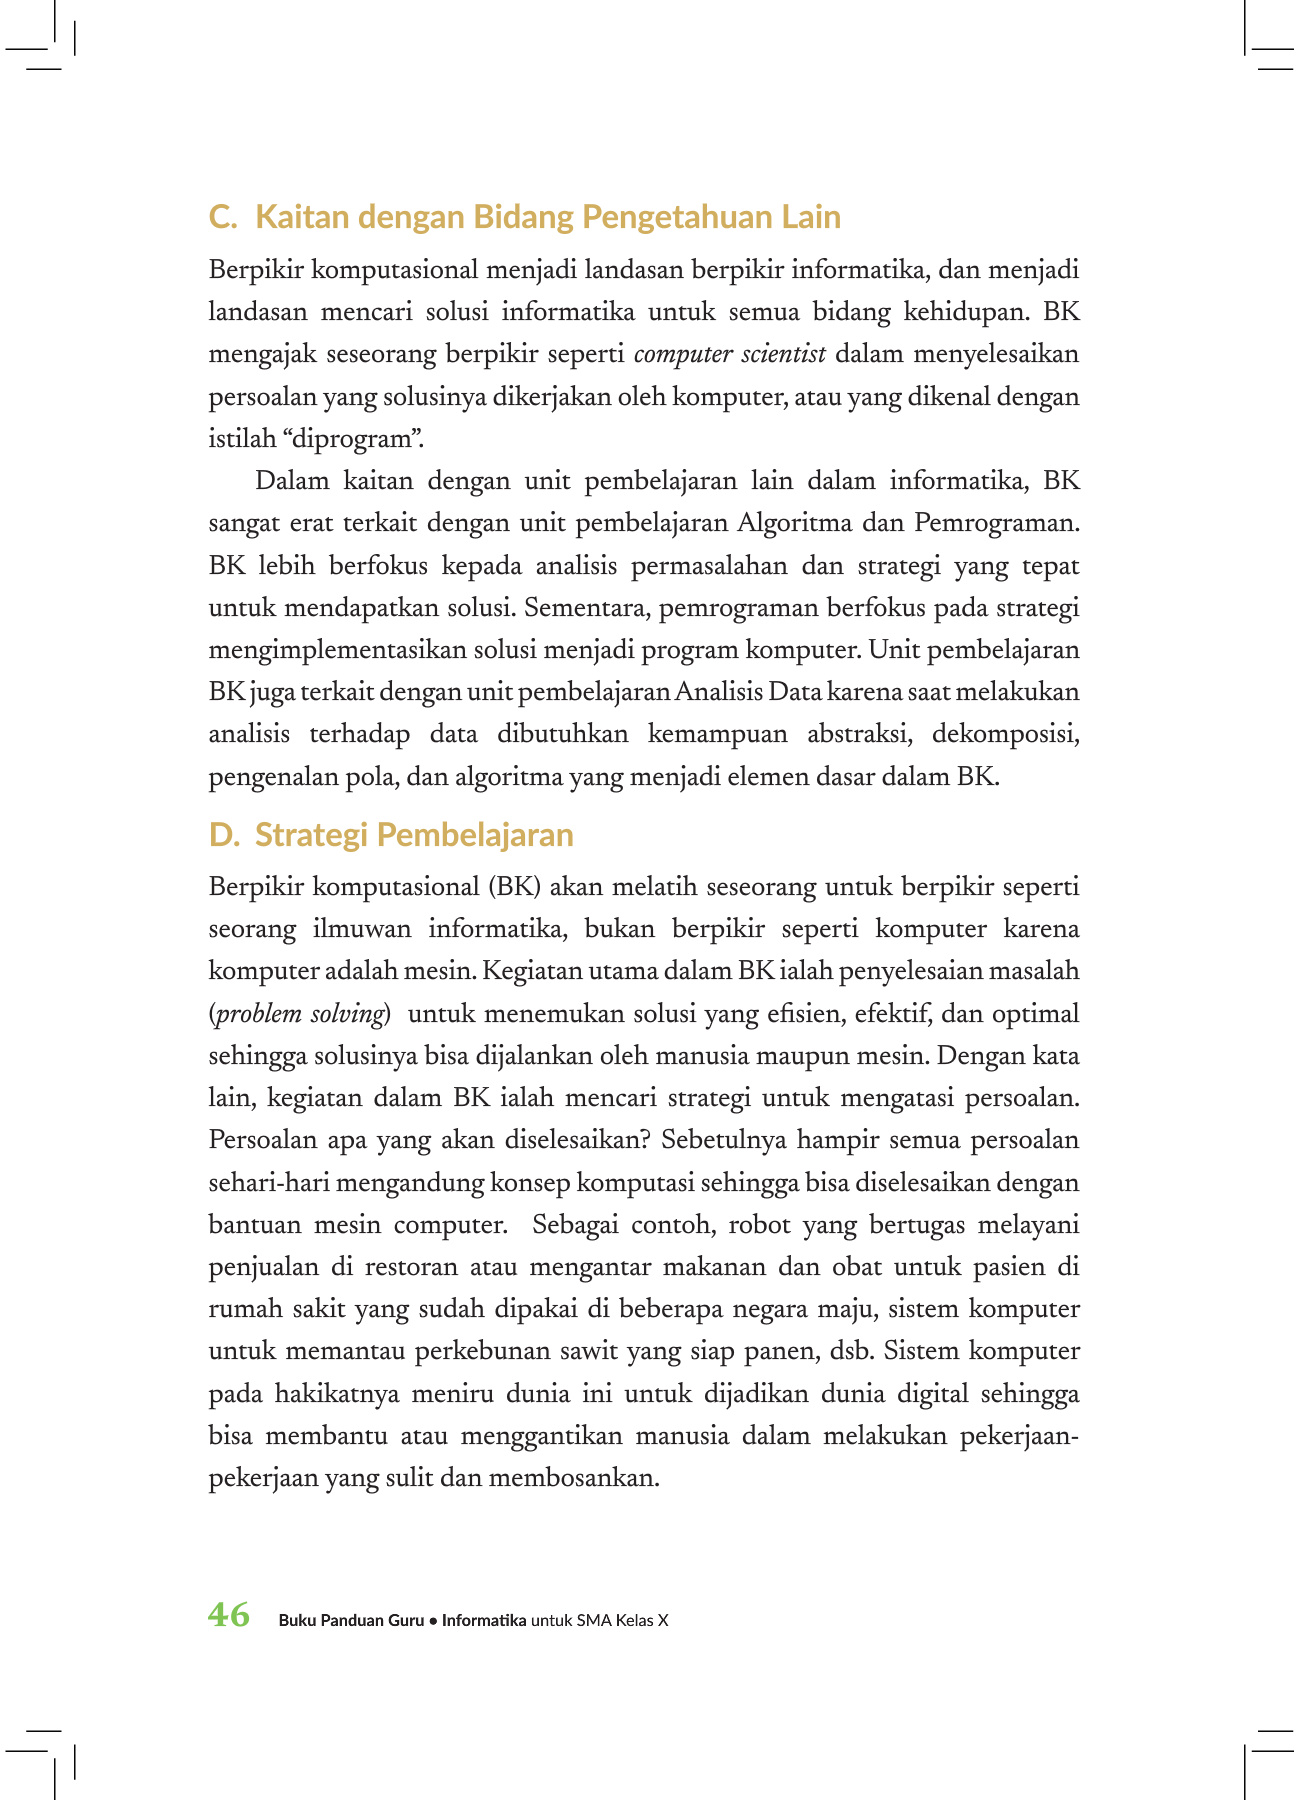 C. Kaitan dengan Bidang Pengetahuan Lain
Berpikir komputasional menjadi landasan berpikir informatika, dan menjadi
landasan mencari solusi informatika untuk semua bidang kehidupan. BK
mengajak seseorang berpikir seperti computer scientist dalam menyelesaikan
persoalan yang solusinya dikerjakan oleh komputer, atau yang dikenal dengan
istilah “diprogram”.
Dalam kaitan dengan unit pembelajaran lain dalam informatika, BK
sangat erat terkait dengan unit pembelajaran Algoritma dan Pemrograman.
BK lebih berfokus kepada analisis permasalahan dan strategi yang tepat
untuk mendapatkan solusi. Sementara, pemrograman berfokus pada strategi
mengimplementasikan solusi menjadi program komputer. Unit pembelajaran
BK juga terkait dengan unit pembelajaran Analisis Data karena saat melakukan
analisis terhadap data dibutuhkan kemampuan abstraksi, dekomposisi,
pengenalan pola, dan algoritma yang menjadi elemen dasar dalam BK.
D. Strategi Pembelajaran
Berpikir komputasional (BK) akan melatih seseorang untuk berpikir seperti
seorang ilmuwan informatika, bukan berpikir seperti komputer karena
komputer adalah mesin. Kegiatan utama dalam BK ialah penyelesaian masalah
(problem solving) untuk menemukan solusi yang efisien, efektif, dan optimal
sehingga solusinya bisa dijalankan oleh manusia maupun mesin. Dengan kata
lain, kegiatan dalam BK ialah mencari strategi untuk mengatasi persoalan.
Persoalan apa yang akan diselesaikan? Sebetulnya hampir semua persoalan
sehari-hari mengandung konsep komputasi sehingga bisa diselesaikan dengan
bantuan mesin computer. Sebagai contoh, robot yang bertugas melayani
penjualan di restoran atau mengantar makanan dan obat untuk pasien di
rumah sakit yang sudah dipakai di beberapa negara maju, sistem komputer
untuk memantau perkebunan sawit yang siap panen, dsb. Sistem komputer
pada hakikatnya meniru dunia ini untuk dijadikan dunia digital sehingga
bisa membantu atau menggantikan manusia dalam melakukan pekerjaan-
pekerjaan yang sulit dan membosankan.
46 Buku Panduan Guru • Informatika untuk SMA Kelas X